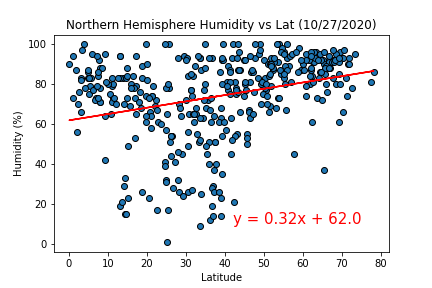 Northern Hemisphere Humidity vs Lat (10/27/2020)
100
80
60
40
20
0
Humidity (%)
y = 0.32x + 62.0
0 10 20 30 40 50 60 70 80
Latitude